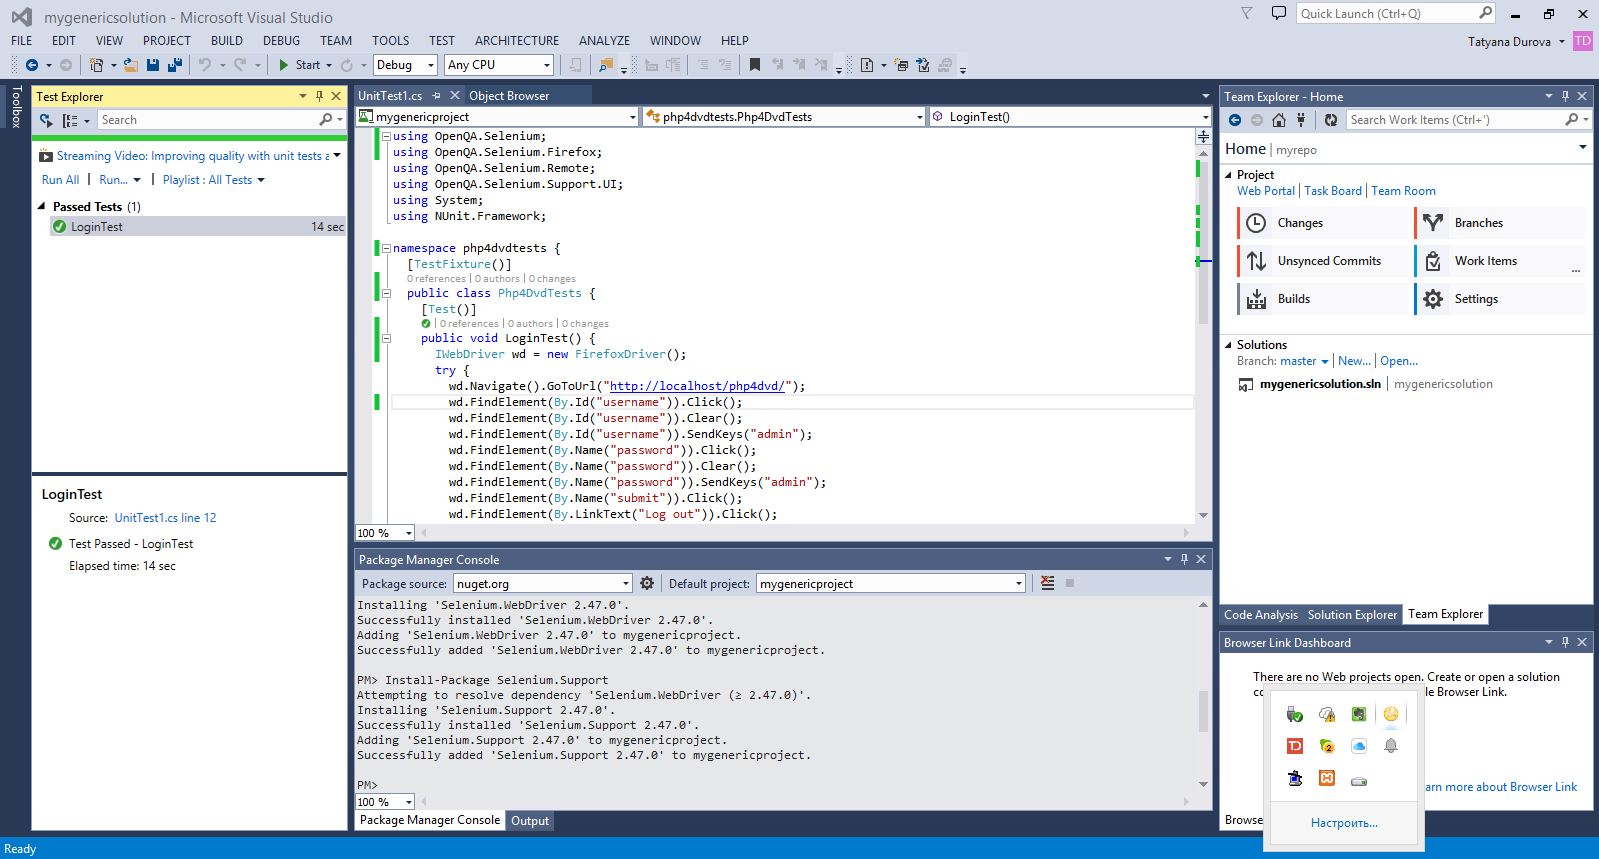 mygenericsolution - Microsoft Visual Studio
Quick Launch (Ctrl+Q)
FILE EDIT VIEW PROJECT BUILD DEBUG TEAM TOOLS TEST ARCHITECTURE ANALYZE WINDOW HELP
Tatyana Durova TD
Start Debug Any CPU
Toolbox
Test Explorer
Search
Streaming Video: Improving quality with unit tests a
Run All | Run... | Playlist : All Tests
Passed Tests (1)
LoginTest 14 sec
LoginTest
Source: UnitTest1.cs line 12
Test Passed - LoginTest
Elapsed time: 14 sec
UnitTest1.cs Object Browser
mygenericproject php4dvdtests.Php4DvdTests LoginTest()
using OpenQA.Selenium;
using OpenQA.Selenium.Firefox;
using OpenQA.Selenium.Remote;
using OpenQA.Selenium.Support.UI;
using System;
using NUnit.Framework;
namespace php4dvdtests {
[TestFixture()]
0 references | 0 authors | 0 changes
public class Php4DvdTests {
[Test()]
| 0 references | 0 authors | 0 changes
public void LoginTest() {
IWebDriver wd = new FirefoxDriver();
try {
wd.Navigate().GoToUrl("http://localhost/php4dvd/");
wd.FindElement(By.Id("username")).Click();
wd.FindElement(By.Id("username")).Clear();
wd.FindElement(By.Id("username")).SendKeys("admin");
wd.FindElement(By.Name("password")).Click();
wd.FindElement(By.Name("password")).Clear();
wd.FindElement(By.Name("password")).SendKeys("admin");
wd.FindElement(By.Name("submit")).Click();
wd.FindElement(By.LinkText("Log out")).Click();
100 %
Package Manager Console
Package source: nuget.org Default project: mygenericproject
Installing 'Selenium.WebDriver 2.47.0'.
Successfully installed 'Selenium.WebDriver 2.47.0'.
Adding 'Selenium.WebDriver 2.47.0' to mygenericproject.
Successfully added 'Selenium.WebDriver 2.47.0' to mygenericproject.
PM> Install-Package Selenium.Support
Attempting to resolve dependency 'Selenium.WebDriver (≥ 2.47.0)'.
Installing 'Selenium.Support 2.47.0'.
Successfully installed 'Selenium.Support 2.47.0'.
Adding 'Selenium.Support 2.47.0' to mygenericproject.
Successfully added 'Selenium.Support 2.47.0' to mygenericproject.
PM>
100 %
Package Manager Console Output
Team Explorer - Home
Search Work Items (Ctrl+')
Home | myrepo
Project
Web Portal | Task Board | Team Room
Changes Branches
Unsynced Commits Work Items ...
Builds Settings
Solutions
Branch: master | New... | Open...
mygenericsolution.sln | mygenericsolution
Code Analysis Solution Explorer Team Explorer
Browser Link Dashboard
There are no Web projects open. Create or open a solution
co le Browser Link.
TD 2
arn more about Browser Link
Browse
Настроить...
Ready